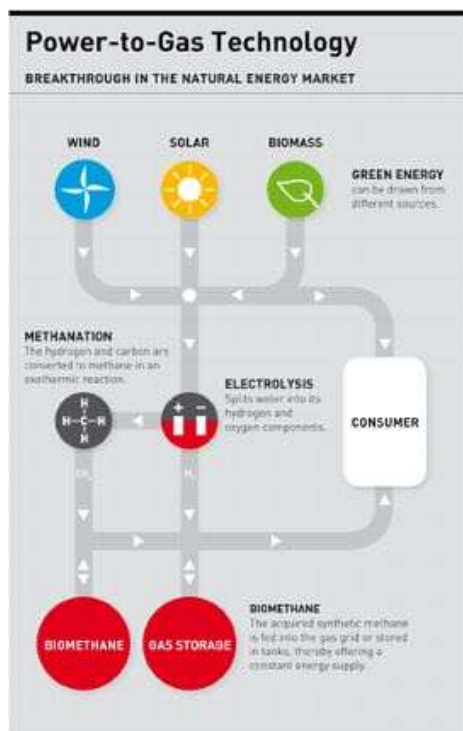 Power-to-Gas Technology
BREAKTHROUGH IN THE NATURAL ENERGY MARKET
WIND
SOLAR
BIOMASS
GREEN ENERGY
can be drawn from
different sources.
METHANATION
The hydrogen and carbon are
converted to methane in an
exothermic reaction.
ELECTROLYSIS
Splits water into its
hydrogen and
oxygen components.
+ −
H
H-C-H
H
CONSUMER
CH₄
H₂
BIOMETHANE
GAS STORAGE
BIOMETHANE
The acquired synthetic methane
is fed into the gas grid or stored
in tanks, thereby offering a
constant energy supply.